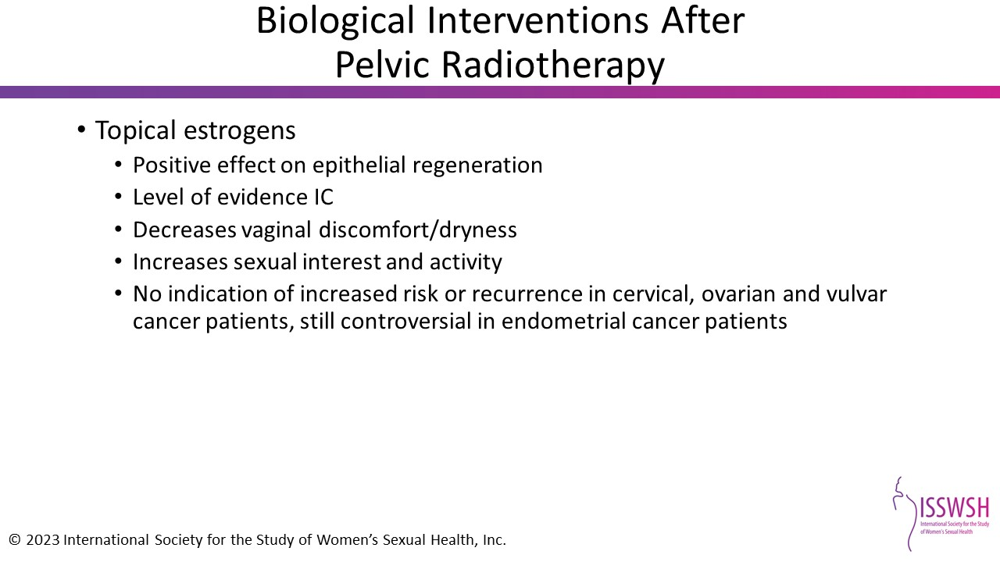 Biological Interventions After
Pelvic Radiotherapy
• Topical estrogens
• Positive effect on epithelial regeneration
• Level of evidence IC
• Decreases vaginal discomfort/dryness
• Increases sexual interest and activity
• No indication of increased risk or recurrence in cervical, ovarian and vulvar
cancer patients, still controversial in endometrial cancer patients
ISSWSH
International Society for the Study
of Women's Sexual Health
© 2023 International Society for the Study of Women’s Sexual Health, Inc.